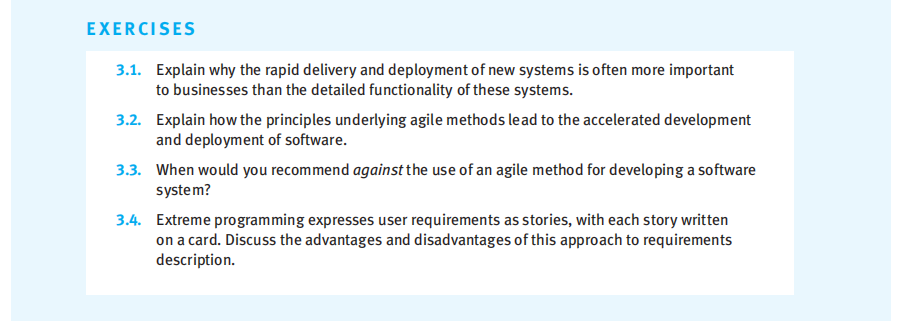 EXERCISES
3.1. Explain why the rapid delivery and deployment of new systems is often more important
to businesses than the detailed functionality of these systems.
3.2. Explain how the principles underlying agile methods lead to the accelerated development
and deployment of software.
3.3. When would you recommend against the use of an agile method for developing a software
system?
3.4. Extreme programming expresses user requirements as stories, with each story written
on a card. Discuss the advantages and disadvantages of this approach to requirements
description.